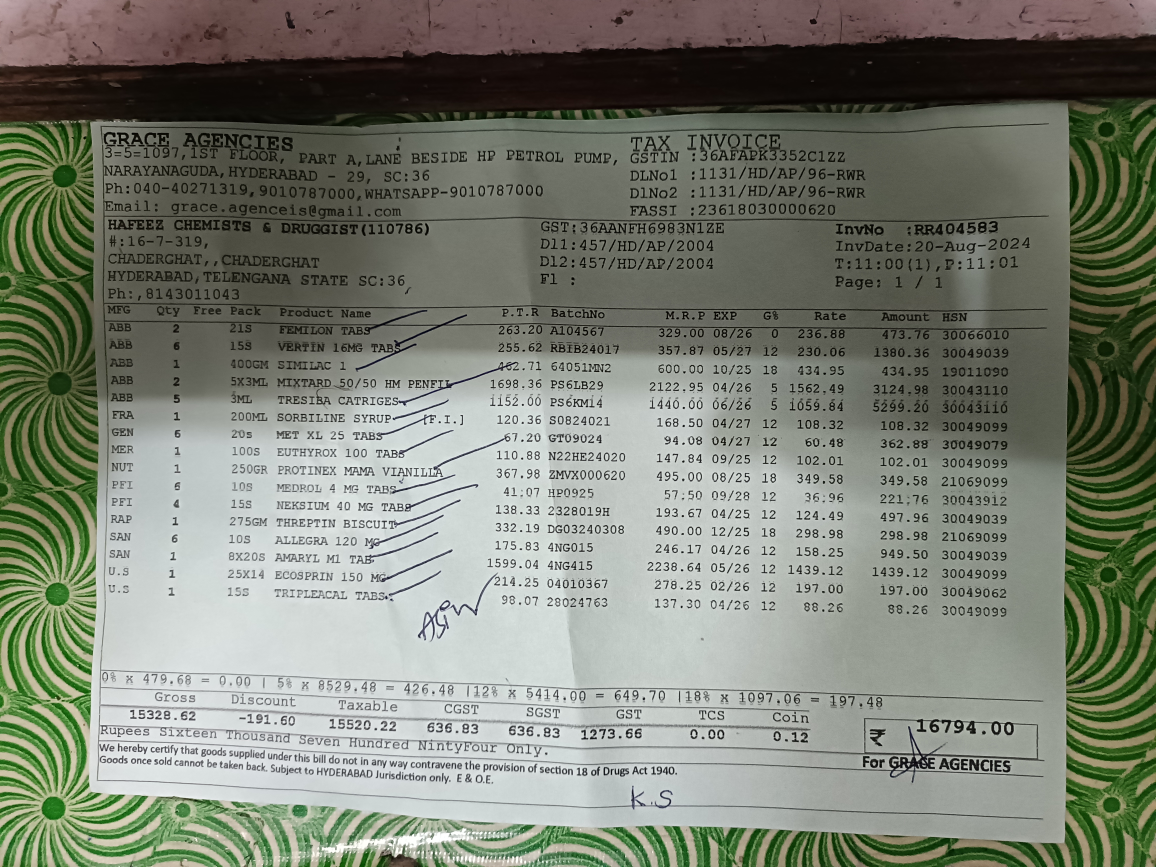 GRACE AGENCIES
3=5=1097,1ST FLOOR, PART A,LANE BESIDE HP PETROL PUMP,
NARAYANAGUDA,HYDERABAD - 29, SC:36
Ph:040-40271319,9010787000,WHATSAPP-9010787000
Email: grace.agenceis@gmail.com
TAX INVOICE
GSTIN :36AFAPK3352C1ZZ
DLNo1 :1131/HD/AP/96-RWR
DLNo2 :1131/HD/AP/96-RWR
FASSI :23618030000620
HAFEEZ CHEMISTS & DRUGGIST(110786)
#:16-7-319,
CHADERGHAT,,CHADERGHAT
HYDERABAD,TELENGANA STATE SC:36
Ph:,8143011043
GST:36AANFH6983N1ZE
Dl1:457/HD/AP/2004
Dl2:457/HD/AP/2004
Fl :
InvNo :RR404583
InvDate:20-Aug-2024
T:11:00(1),P:11:01
Page: 1 / 1
MFG Qty Free Pack Product Name P.T.R BatchNo M.R.P EXP G% Rate Amount HSN
ABB 2 21S FEMILON TABS 263.20 A104567 329.00 08/26 0 236.88 473.76 30066010
ABB 6 15S VERTIN 16MG TABS 255.62 RBIB24017 357.87 05/27 12 230.06 1380.36 30049039
ABB 1 400GM SIMILAC 1 462.71 64051MN2 600.00 10/25 18 434.95 434.95 19011090
ABB 2 5X3ML MIXTARD 50/50 HM PENFIL 1698.36 PS6LB29 2122.95 04/26 5 1562.49 3124.98 30043110
ABB 5 3ML TRESIBA CATRIGES 1152.00 PS6KM14 1440.00 06/26 5 1059.84 5299.20 30043110
FRA 1 200ML SORBILINE SYRUP [F.I.] 120.36 S0824021 168.50 04/27 12 108.32 108.32 30049099
GEN 6 20s MET XL 25 TABS 67.20 GT09024 94.08 04/27 12 60.48 362.88 30049079
MER 1 100S EUTHYROX 100 TABS 110.88 N22HE24020 147.84 09/25 12 102.01 102.01 30049099
NUT 1 250GR PROTINEX MAMA VIANILLA 367.98 ZMVX000620 495.00 08/25 18 349.58 349.58 21069099
PFI 6 10S MEDROL 4 MG TABS 41.07 HP0925 57.50 09/28 12 36.96 221.76 30043912
PFI 4 15S NEKSIUM 40 MG TABS 138.33 2328019H 193.67 04/25 12 124.49 497.96 30049039
RAP 1 275GM THREPTIN BISCUIT 332.19 DG03240308 490.00 12/25 18 298.98 298.98 21069099
SAN 6 10S ALLEGRA 120 MG 175.83 4NG015 246.17 04/26 12 158.25 949.50 30049039
SAN 1 8X20S AMARYL M1 TAB 1599.04 4NG415 2238.64 05/26 12 1439.12 1439.12 30049099
U.S 1 25X14 ECOSPRIN 150 MG 214.25 04010367 278.25 02/26 12 197.00 197.00 30049062
U.S 1 15S TRIPLEACAL TABS 98.07 28024763 137.30 04/26 12 88.26 88.26 30049099
0% X 479.68 = 0.00 | 5% X 8529.48 = 426.48 |12% X 5414.00 = 649.70 |18% X 1097.06 = 197.48
Gross Discount Taxable CGST SGST GST TCS Coin
15328.62 -191.60 15520.22 636.83 636.83 1273.66 0.00 0.12
₹ 16794.00
Rupees Sixteen Thousand Seven Hundred NintyFour Only.
We hereby certify that goods supplied under this bill do not in any way contravene the provision of section 18 of Drugs Act 1940.
Goods once sold cannot be taken back. Subject to HYDERABAD Jurisdiction only. E & O.E.
For GRACE AGENCIES
K.S